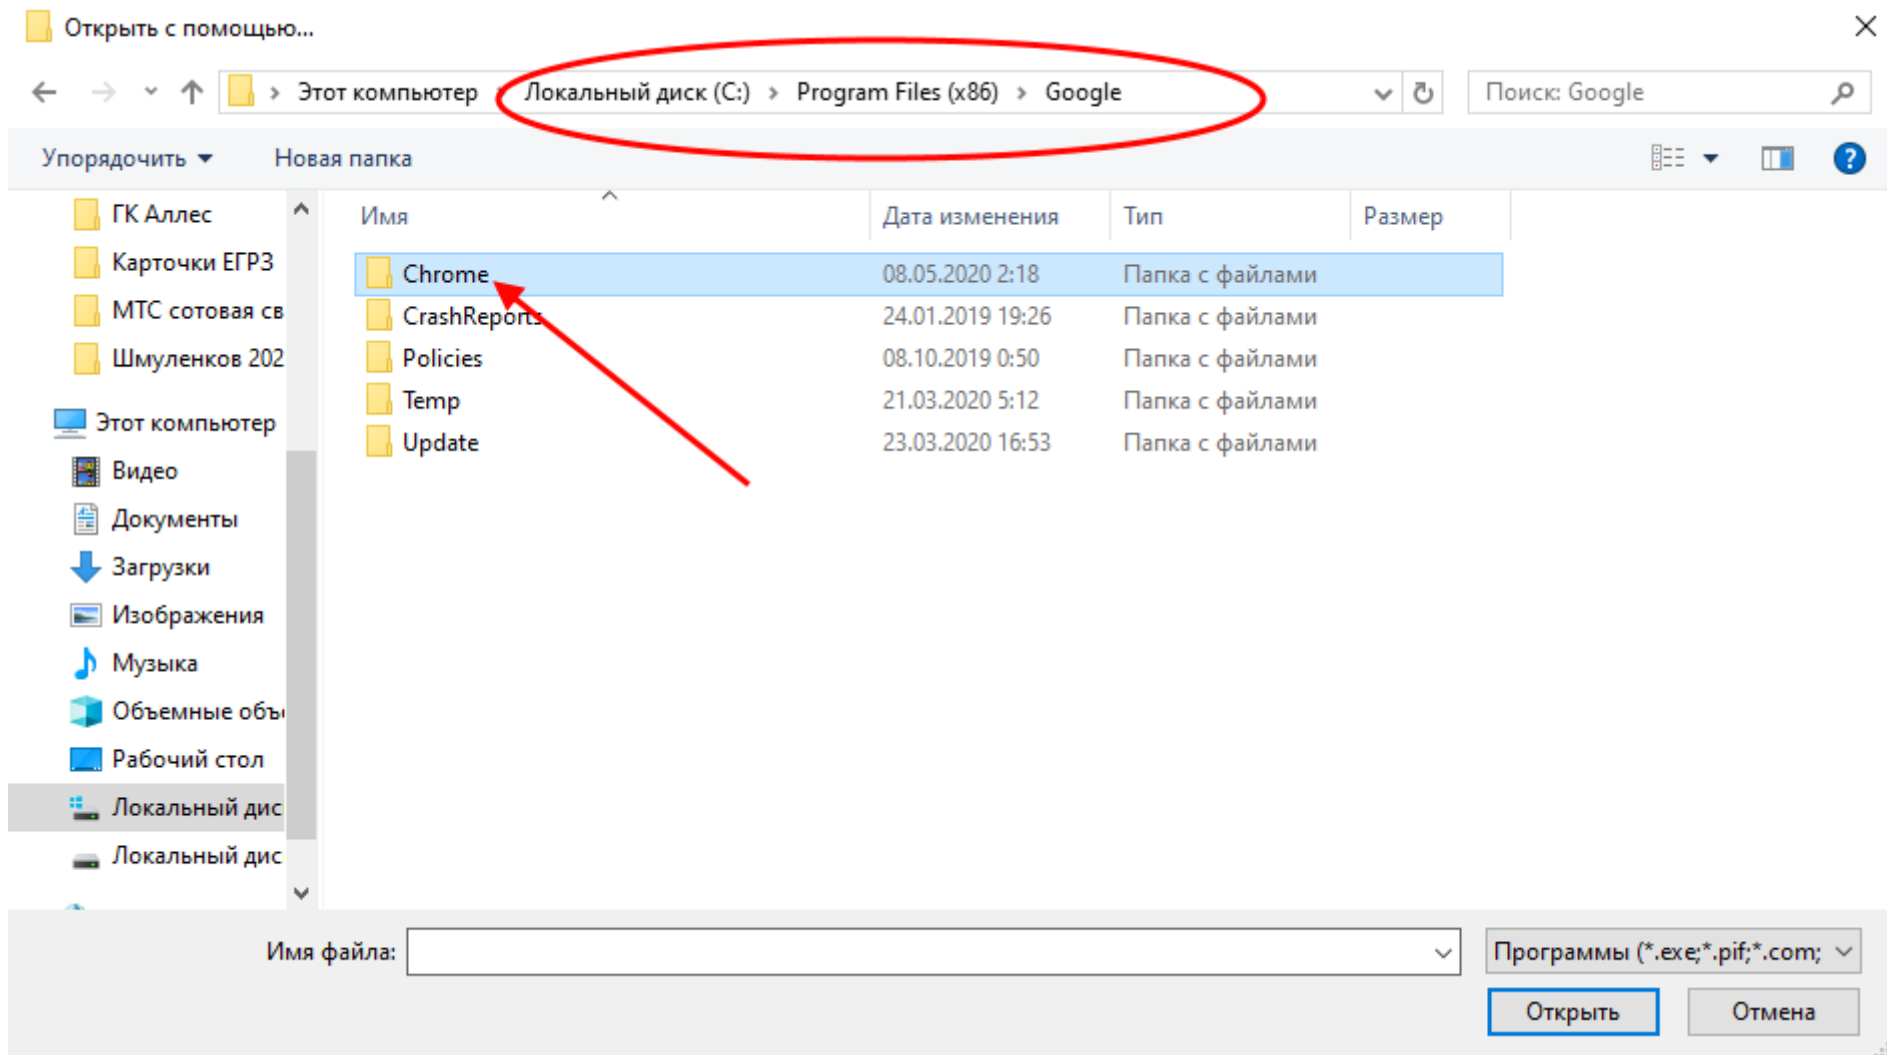 Открыть с помощью...
Этот компьютер › Локальный диск (C:) › Program Files (x86) › Google
Поиск: Google
Упорядочить
Новая папка
Имя
Дата изменения
Тип
Размер
Chrome 08.05.2020 2:18 Папка с файлами
CrashReports 24.01.2019 19:26 Папка с файлами
Policies 08.10.2019 0:50 Папка с файлами
Temp 21.03.2020 5:12 Папка с файлами
Update 23.03.2020 16:53 Папка с файлами
ГК Аллес
Карточки ЕГРЗ
МТС сотовая св
Шмуленков 202
Этот компьютер
Видео
Документы
Загрузки
Изображения
Музыка
Объемные объ
Рабочий стол
Локальный дис
Локальный дис
Имя файла:
Программы (*.exe;*.pif;*.com;
Открыть
Отмена